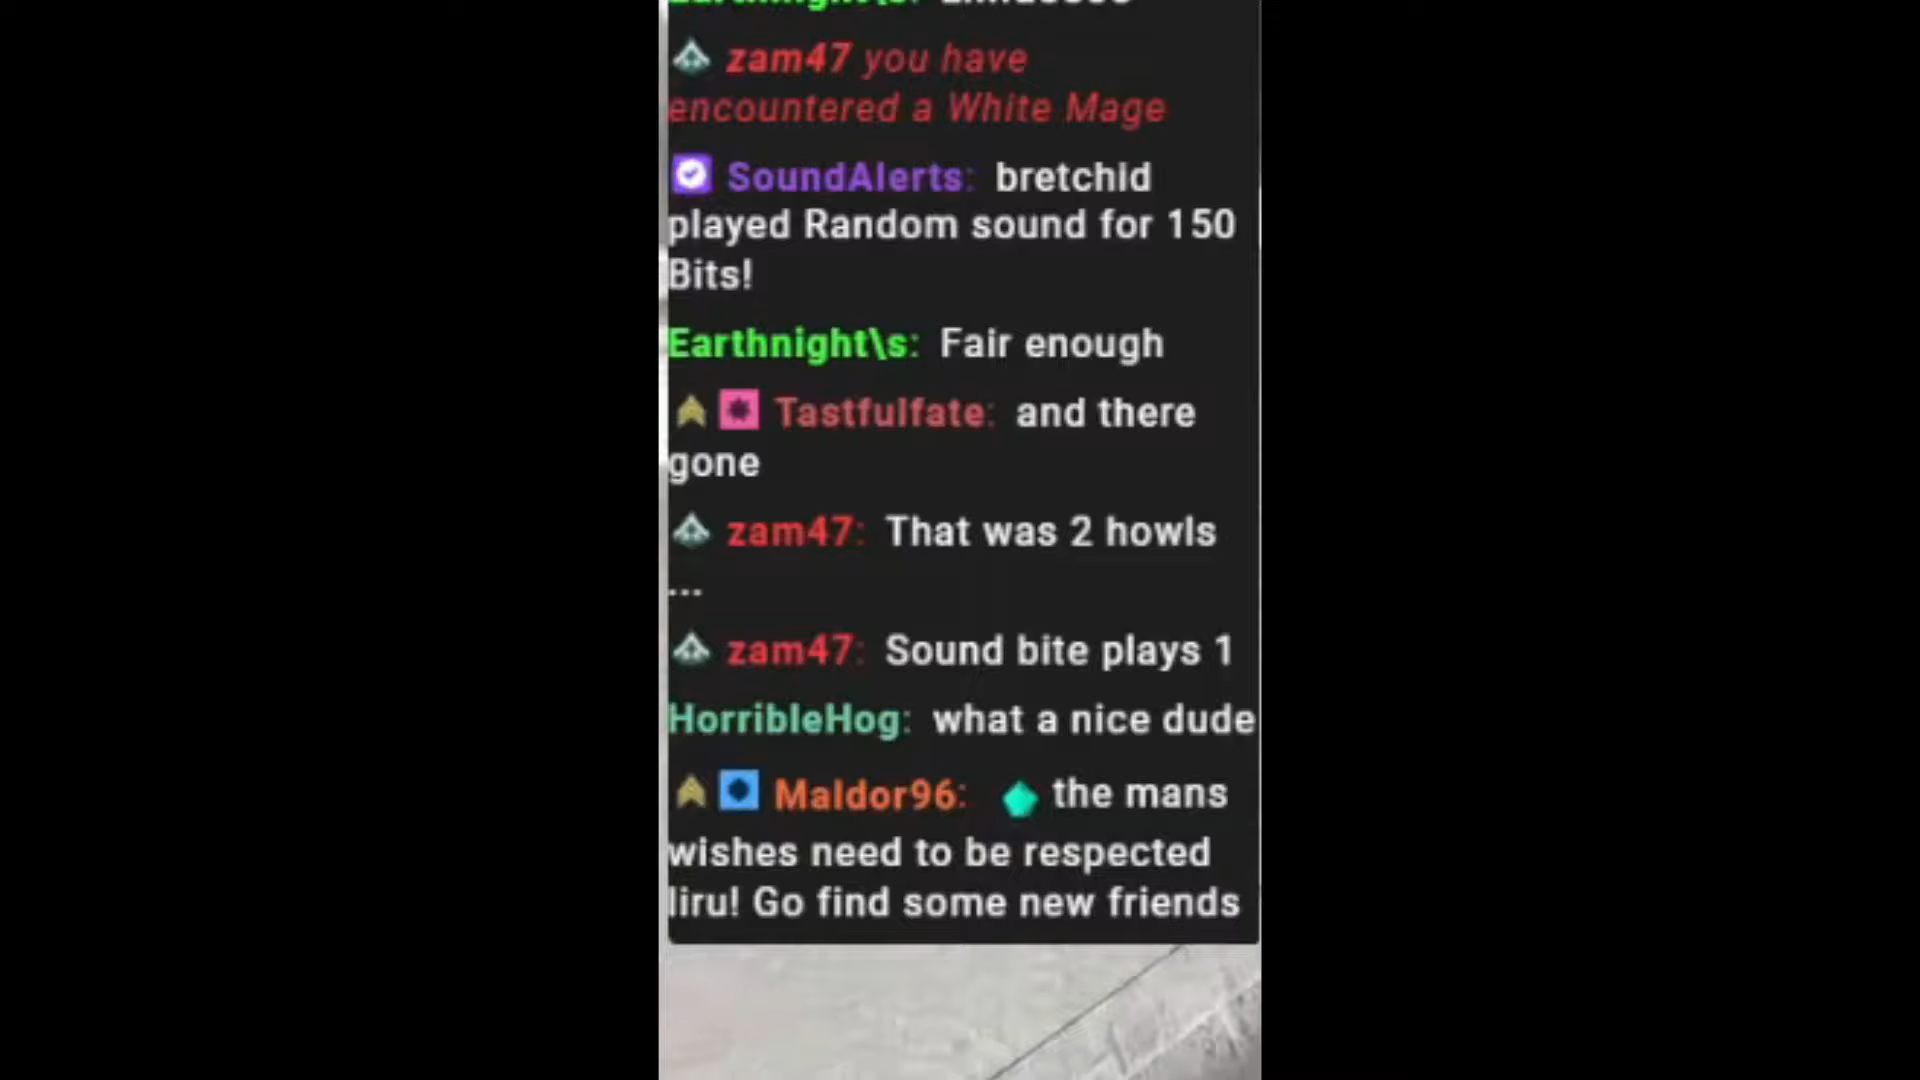 zam47 you have
encountered a White Mage
SoundAlerts: bretchid
played Random sound for 150
Bits!
Earthnight\s: Fair enough
Tastfulfate: and there
gone
zam47: That was 2 howls
...
zam47: Sound bite plays 1
HorribleHog: what a nice dude
Maldor96: the mans
wishes need to be respected
liru! Go find some new friends